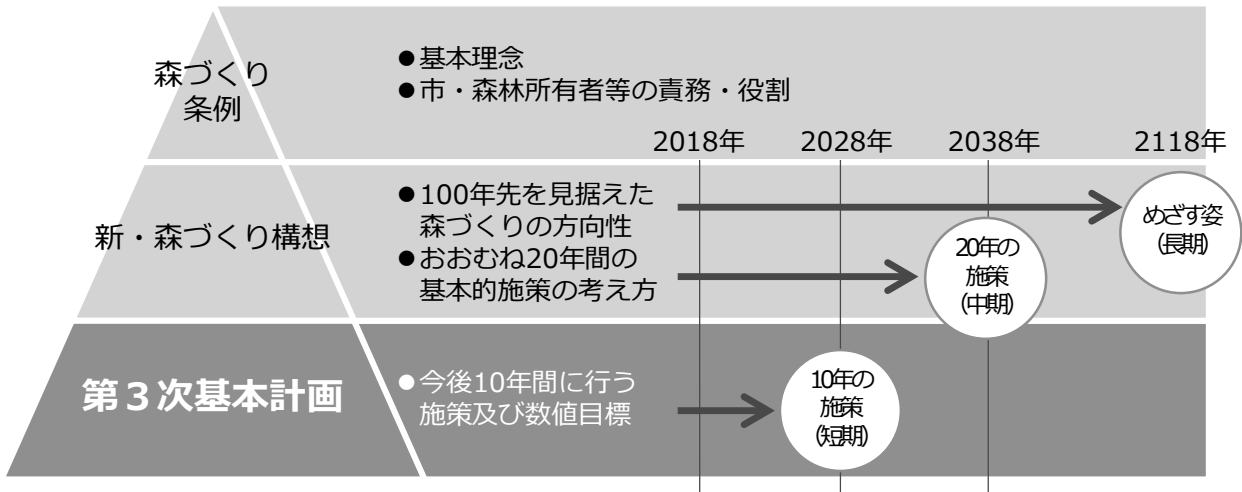 森づくり
条例
●基本理念
●市・森林所有者等の責務・役割
2018年 2028年 2038年 2118年
新・森づくり構想
●100年先を見据えた
森づくりの方向性
●おおむね20年間の
基本的施策の考え方
めざす姿
(長期)
20年の
施策
(中期)
第３次基本計画
●今後10年間に行う
施策及び数値目標
10年の
施策
(短期)